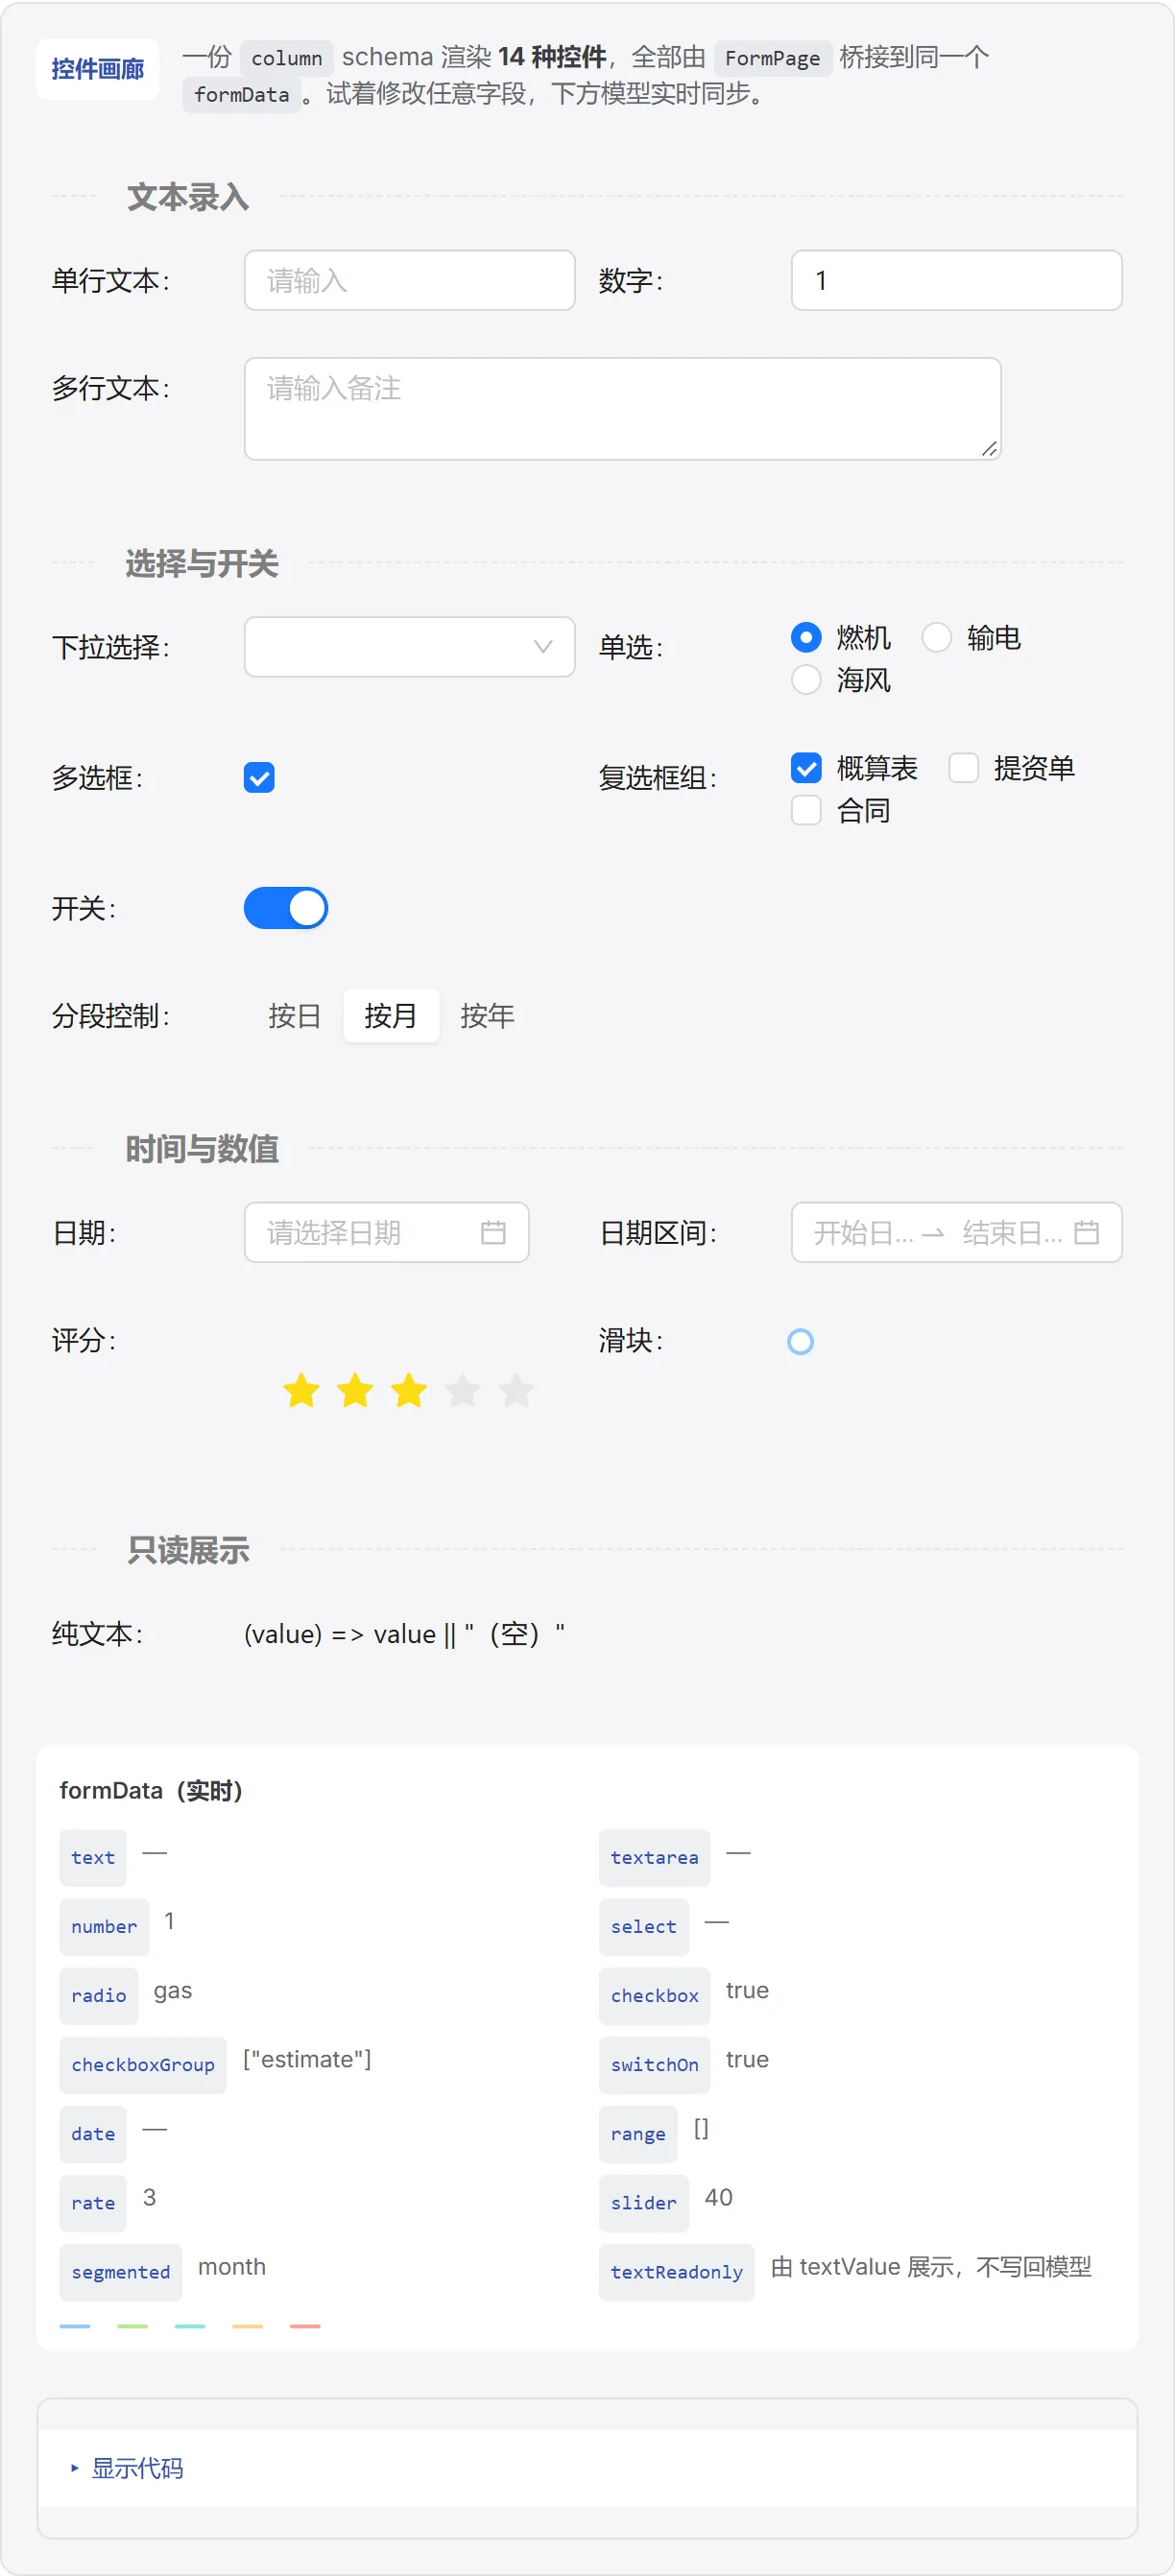 控件画廊
一份 column schema 渲染 14 种控件，全部由 FormPage 桥接到同一个
formData 。试着修改任意字段，下方模型实时同步。
文本录入
单行文本: 请输入 数字: 1
多行文本: 请输入备注
选择与开关
下拉选择: 单选: 燃机 输电
海风
多选框: 复选框组: 概算表 提资单
合同
开关:
分段控制: 按日 按月 按年
时间与数值
日期: 请选择日期 日期区间: 开始日... 结束日...
评分: 滑块:
只读展示
纯文本: (value) => value || "（空）"
formData（实时）
text — textarea —
number 1 select —
radio gas checkbox true
checkboxGroup ["estimate"] switchOn true
date — range []
rate 3 slider 40
segmented month textReadonly 由 textValue 展示，不写回模型
显示代码